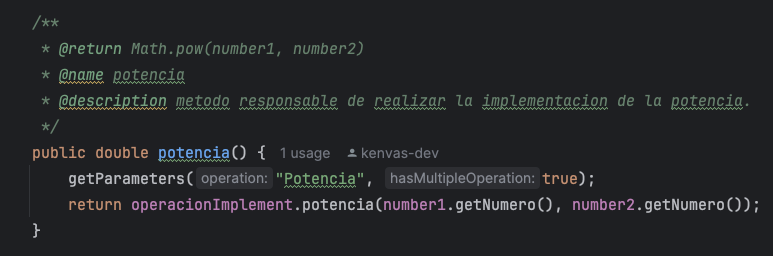 /**
* @return Math.pow(number1, number2)
* @name potencia
* @description metodo responsable de realizar la implementacion de la potencia.
*/
public double potencia() { 1 usage kenvas-dev
getParameters( operation: "Potencia", hasMultipleOperation: true);
return operacionImplement.potencia(number1.getNumero(), number2.getNumero());
}